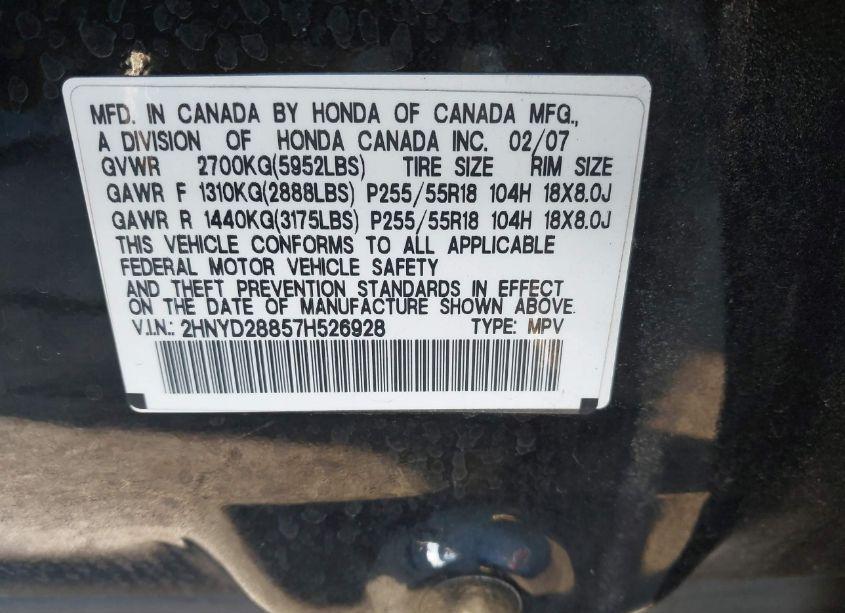 MFD. IN CANADA BY HONDA OF CANADA MFG.,
A DIVISION OF HONDA CANADA INC. 02/07
GVWR 2700KG(5952LBS) TIRE SIZE RIM SIZE
GAWR F 1310KG(2888LBS) P255/55R18 104H 18X8.0J
GAWR R 1440KG(3175LBS) P255/55R18 104H 18X8.0J
THIS VEHICLE CONFORMS TO ALL APPLICABLE
FEDERAL MOTOR VEHICLE SAFETY
AND THEFT PREVENTION STANDARDS IN EFFECT
ON THE DATE OF MANUFACTURE SHOWN ABOVE.
V.I.N.: 2HNYD28857H526928 TYPE: MPV